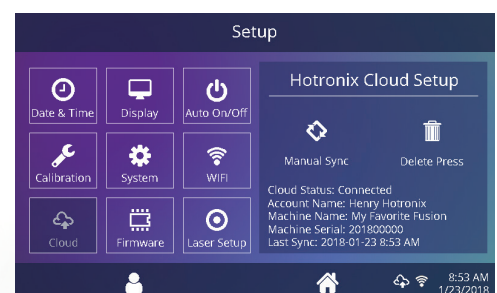 Setup
Date & Time
Display
Auto On/Off
Calibration
System
WIFI
Cloud
Firmware
Laser Setup
Hotronix Cloud Setup
Manual Sync
Delete Press
Cloud Status: Connected
Account Name: Henry Hotronix
Machine Name: My Favorite Fusion
Machine Serial: 201800000
Last Sync: 2018-01-23 8:53 AM
8:53 AM
1/23/2018